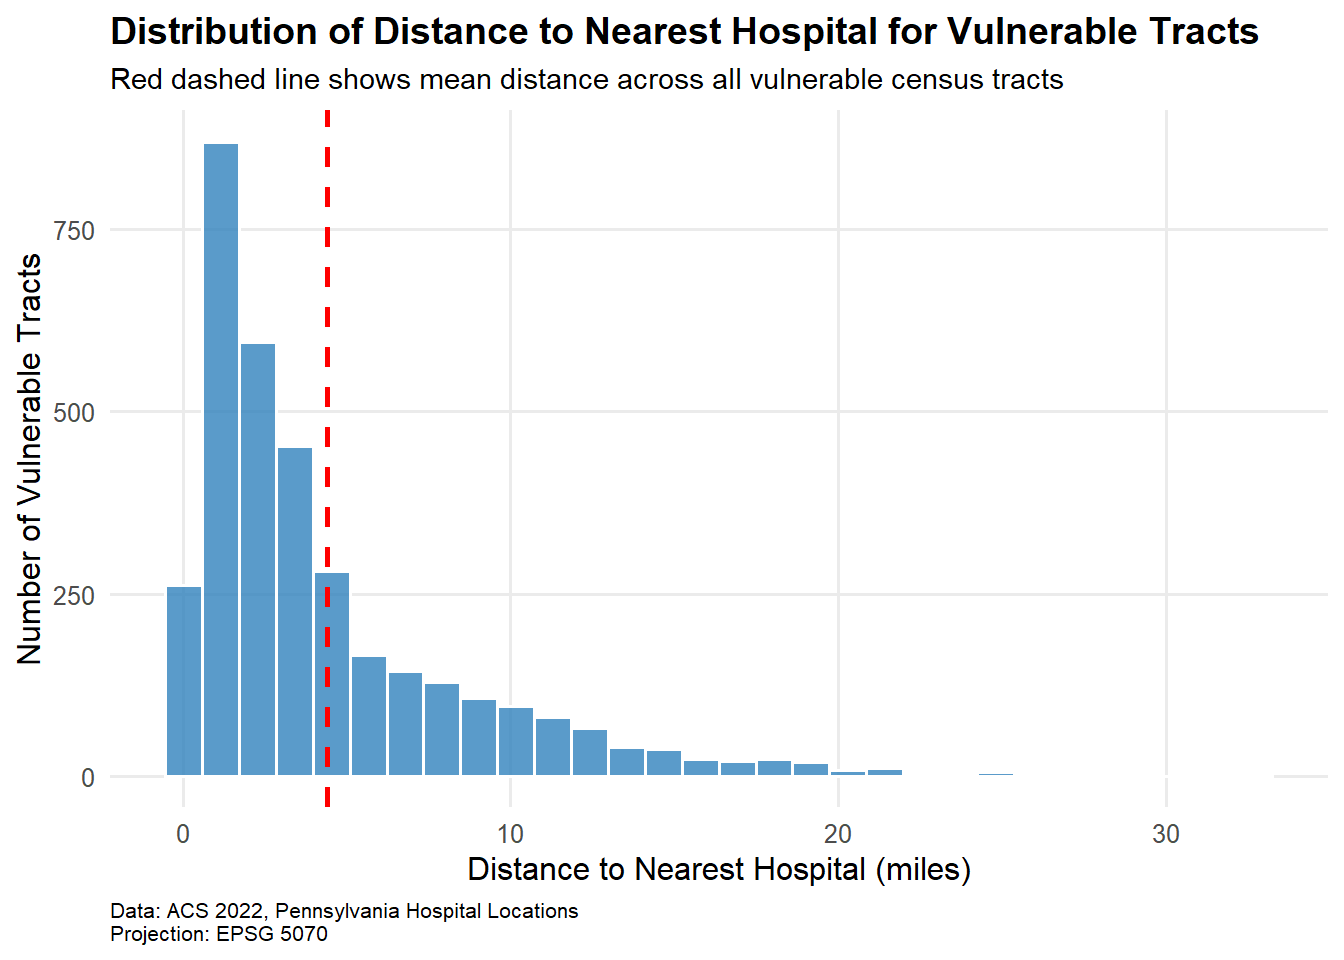 Distribution of Distance to Nearest Hospital for Vulnerable Tracts
Red dashed line shows mean distance across all vulnerable census tracts
Number of Vulnerable Tracts
750
500
250
0
0 10 20 30
Distance to Nearest Hospital (miles)
Data: ACS 2022, Pennsylvania Hospital Locations
Projection: EPSG 5070